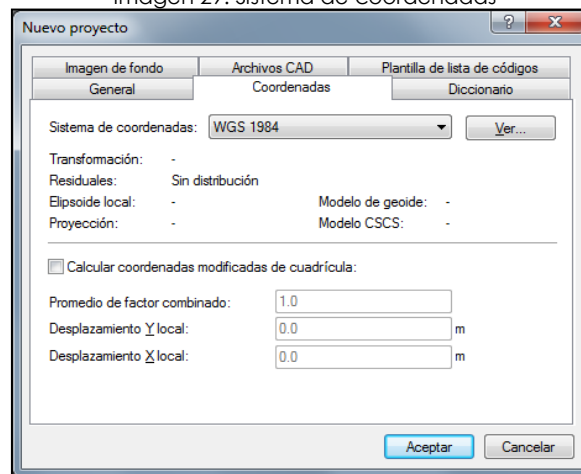 Imagen 29. Sistema de coordenadas
Nuevo proyecto
Imagen de fondo Archivos CAD Plantilla de lista de códigos
General Coordenadas Diccionario
Sistema de coordenadas: WGS 1984 Ver...
Transformación: -
Residuales: Sin distribución
Elipsoide local: - Modelo de geoide: -
Proyección: - Modelo CSCS: -
Calcular coordenadas modificadas de cuadrícula:
Promedio de factor combinado: 1.0
Desplazamiento Y local: 0.0 m
Desplazamiento X local: 0.0 m
Aceptar Cancelar